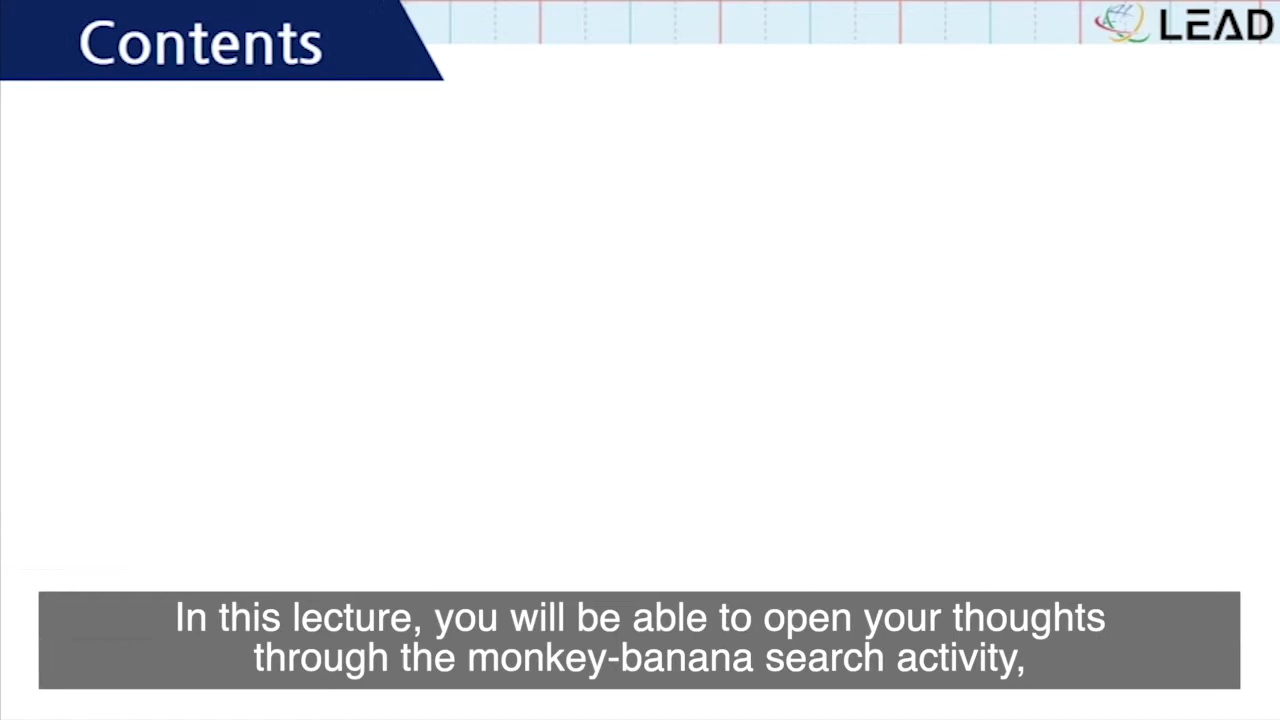 Contents
LEAD
In this lecture, you will be able to open your thoughts
through the monkey-banana search activity,